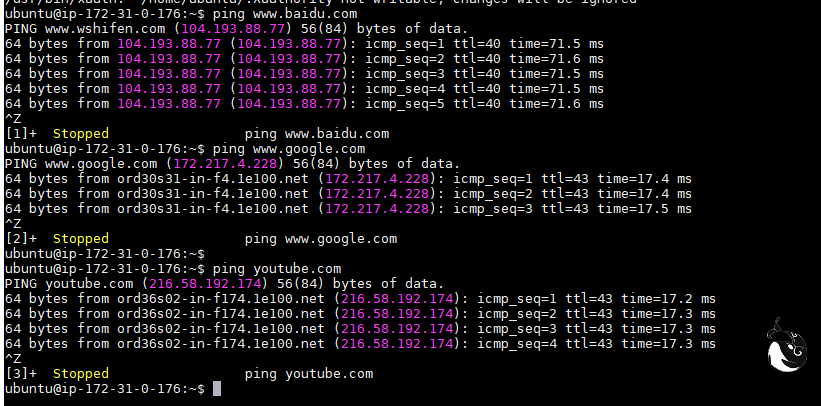 /usr/bin/xauth: /home/ubuntu/.Xauthority not writable, changes will be ignored
ubuntu@ip-172-31-0-176:~$ ping www.baidu.com
PING www.wshifen.com (104.193.88.77) 56(84) bytes of data.
64 bytes from 104.193.88.77 (104.193.88.77): icmp_seq=1 ttl=40 time=71.5 ms
64 bytes from 104.193.88.77 (104.193.88.77): icmp_seq=2 ttl=40 time=71.6 ms
64 bytes from 104.193.88.77 (104.193.88.77): icmp_seq=3 ttl=40 time=71.5 ms
64 bytes from 104.193.88.77 (104.193.88.77): icmp_seq=4 ttl=40 time=71.5 ms
64 bytes from 104.193.88.77 (104.193.88.77): icmp_seq=5 ttl=40 time=71.6 ms
^Z
[1]+  Stopped                 ping www.baidu.com
ubuntu@ip-172-31-0-176:~$ ping www.google.com
PING www.google.com (172.217.4.228) 56(84) bytes of data.
64 bytes from ord30s31-in-f4.1e100.net (172.217.4.228): icmp_seq=1 ttl=43 time=17.4 ms
64 bytes from ord30s31-in-f4.1e100.net (172.217.4.228): icmp_seq=2 ttl=43 time=17.4 ms
64 bytes from ord30s31-in-f4.1e100.net (172.217.4.228): icmp_seq=3 ttl=43 time=17.5 ms
^Z
[2]+  Stopped                 ping www.google.com
ubuntu@ip-172-31-0-176:~$
ubuntu@ip-172-31-0-176:~$ ping youtube.com
PING youtube.com (216.58.192.174) 56(84) bytes of data.
64 bytes from ord36s02-in-f174.1e100.net (216.58.192.174): icmp_seq=1 ttl=43 time=17.2 ms
64 bytes from ord36s02-in-f174.1e100.net (216.58.192.174): icmp_seq=2 ttl=43 time=17.3 ms
64 bytes from ord36s02-in-f174.1e100.net (216.58.192.174): icmp_seq=3 ttl=43 time=17.3 ms
64 bytes from ord36s02-in-f174.1e100.net (216.58.192.174): icmp_seq=4 ttl=43 time=17.3 ms
^Z
[3]+  Stopped                 ping youtube.com
ubuntu@ip-172-31-0-176:~$